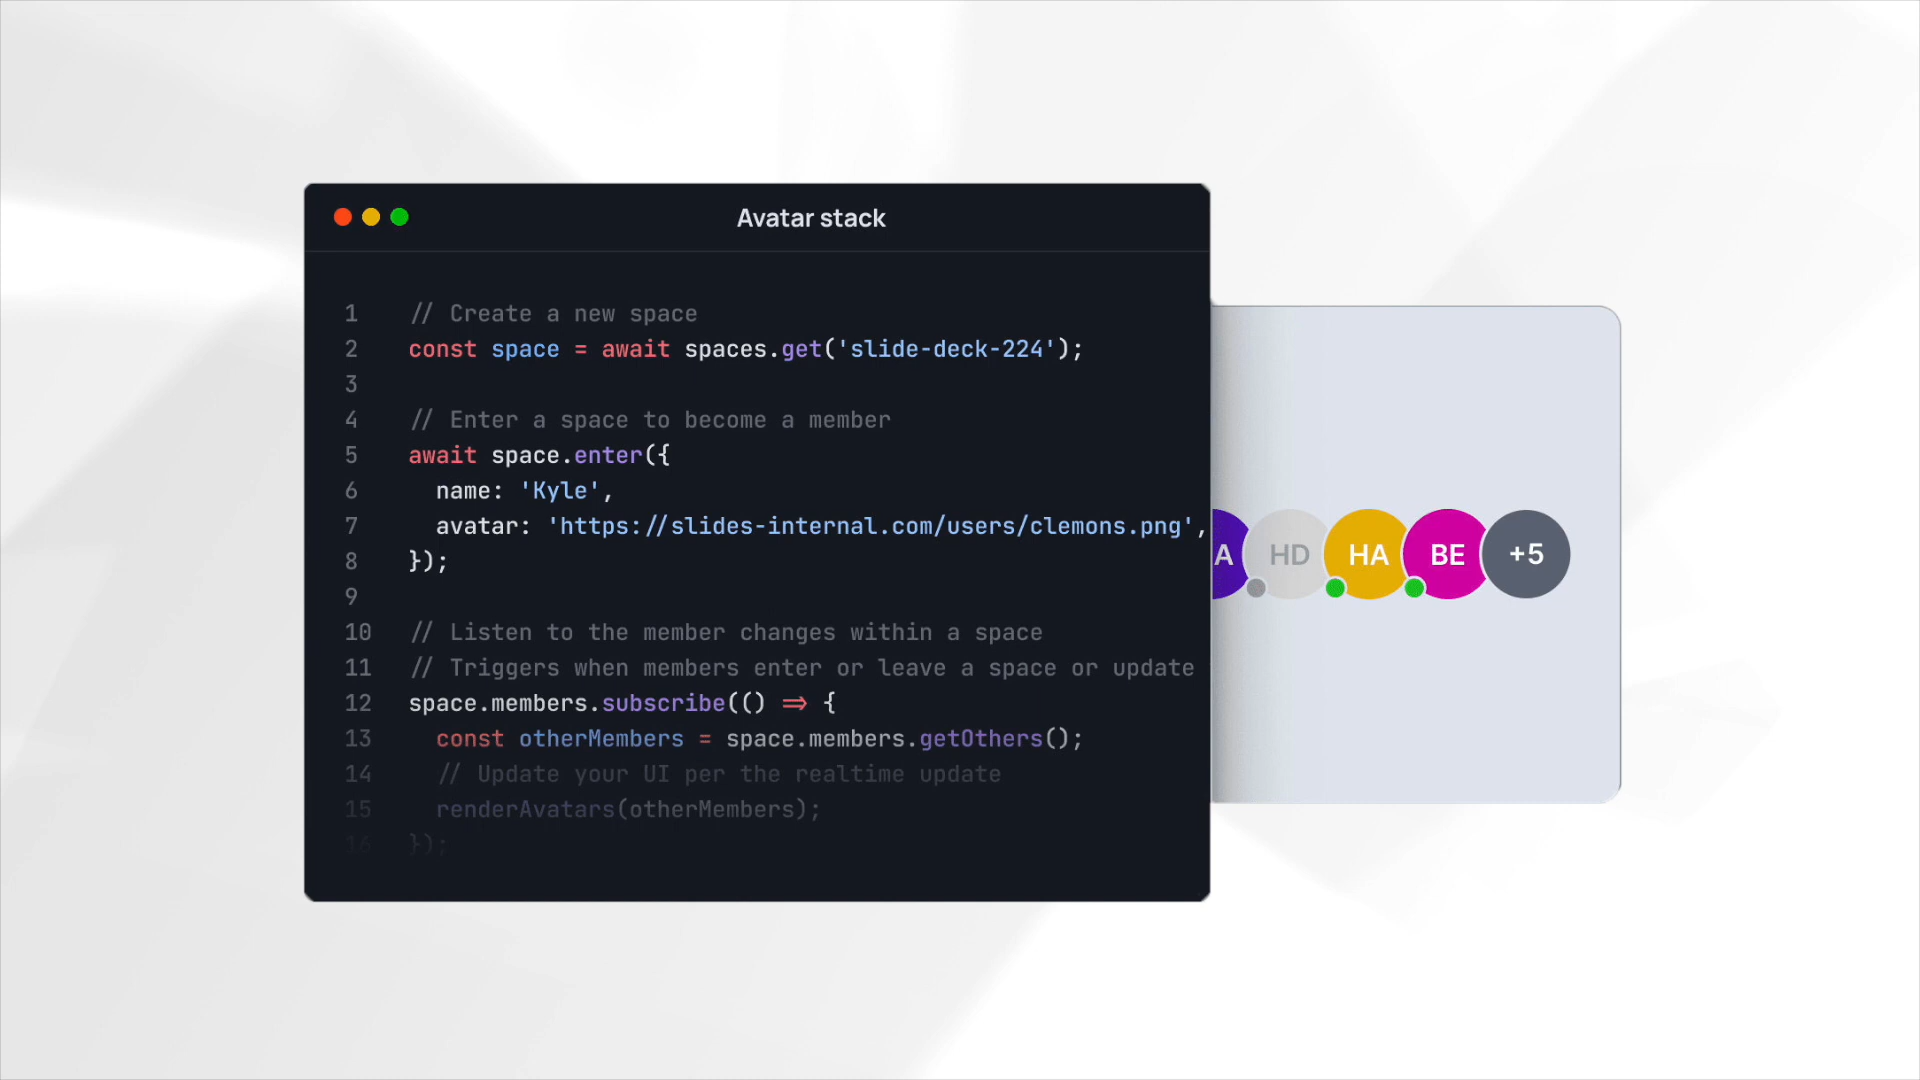 Avatar stack
1 // Create a new space
2 const space = await spaces.get('slide-deck-224');
3
4 // Enter a space to become a member
5 await space.enter({
6 name: 'Kyle',
7 avatar: 'https://slides-internal.com/users/clemons.png',
8 });
9
10 // Listen to the member changes within a space
11 // Triggers when members enter or leave a space or update
12 space.members.subscribe(() => {
13 const otherMembers = space.members.getOthers();
14 // Update your UI per the realtime update
15 renderAvatars(otherMembers);
16 });
A HD HA BE +5